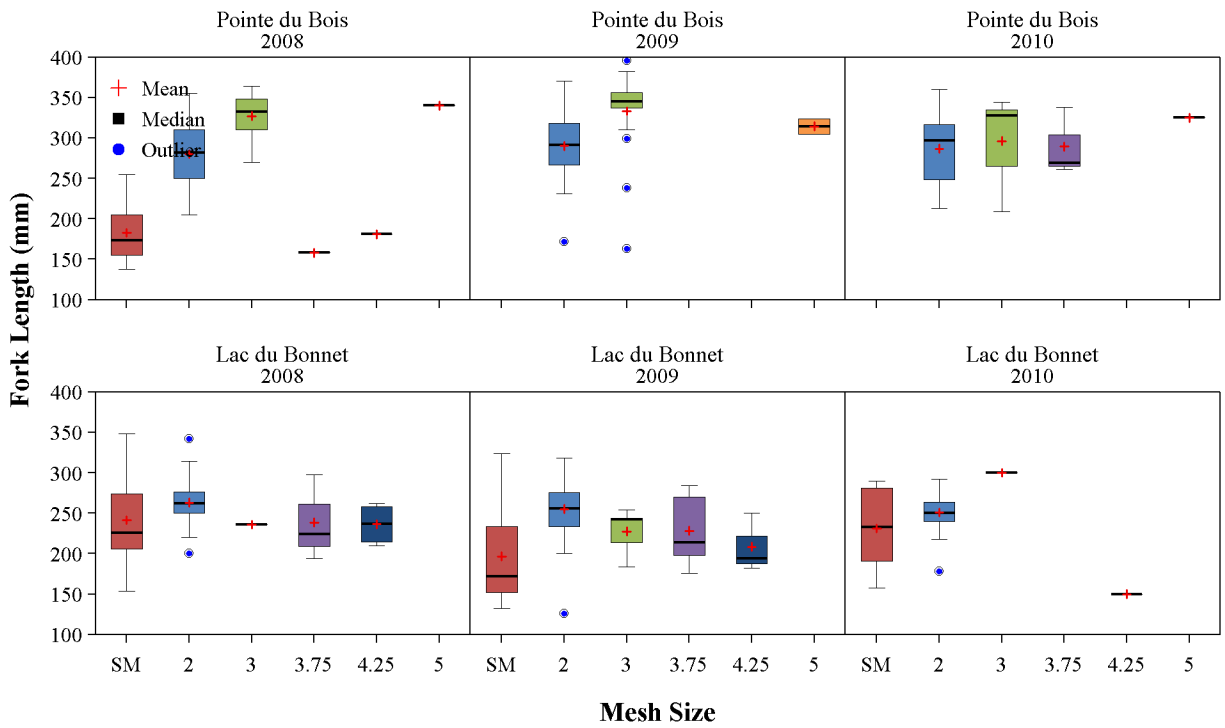 Pointe du Bois
2008
Pointe du Bois
2009
Pointe du Bois
2010
400
350
300
250
200
150
100
Mean
Median
Outlier
Fork Length (mm)
Lac du Bonnet
2008
Lac du Bonnet
2009
Lac du Bonnet
2010
400
350
300
250
200
150
100
SM 2 3 3.75 4.25 5
SM 2 3 3.75 4.25 5
SM 2 3 3.75 4.25 5
Mesh Size